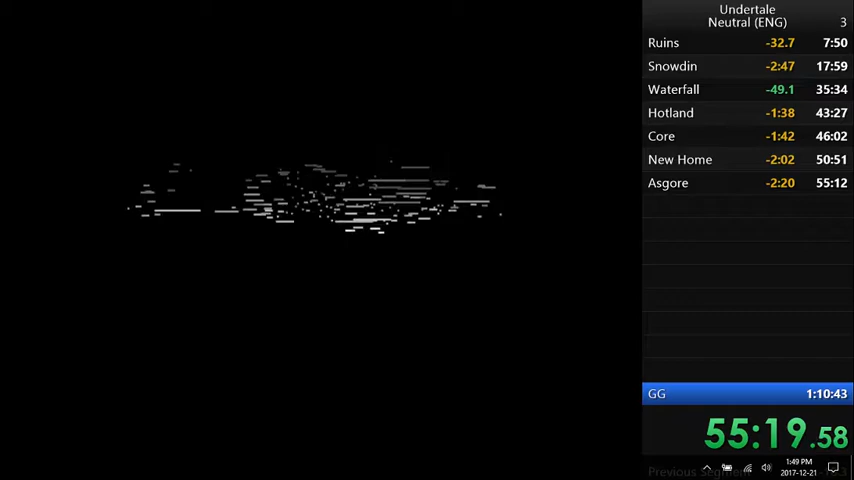 Undertale
Neutral (ENG) 3
Ruins -32.7 7:50
Snowdin -2:47 17:59
Waterfall -49.1 35:34
Hotland -1:38 43:27
Core -1:42 46:02
New Home -2:02 50:51
Asgore -2:20 55:12
GG 1:10:43
55:19.58
1:49 PM
Previous Segment
2017-12-21